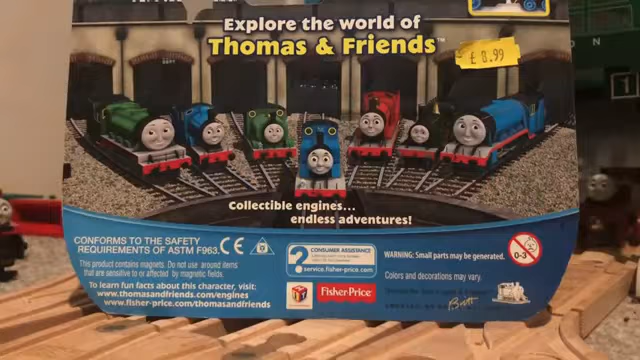 Explore the world of
Thomas & Friends™
£8.99
1
Collectible engines...
endless adventures!
CONFORMS TO THE SAFETY
REQUIREMENTS OF ASTM F963.
CE
This product contains magnets. Do not use around items
that are sensitive to or affected by magnetic fields.
To learn fun facts about this character, visit:
www.thomasandfriends.com/engines
www.fisher-price.com/thomasandfriends
?
CONSUMER ASSISTANCE
service.fisher-price.com
Fisher-Price
WARNING: Small parts may be generated.
0-3
Colors and decorations may vary.
Britt